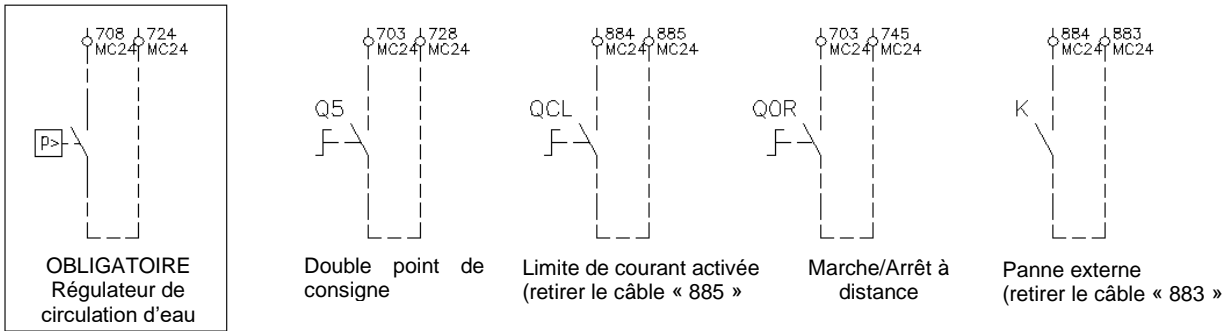 708 724
MC24 MC24
P>
OBLIGATOIRE
Régulateur de
circulation d'eau
703 728
MC24 MC24
Q5
Double point de
consigne
884 885
MC24 MC24
QCL
Limite de courant activée
(retirer le câble « 885 »
703 745
MC24 MC24
QOR
Marche/Arrêt à
distance
884 883
MC24 MC24
K
Panne externe
(retirer le câble « 883 »